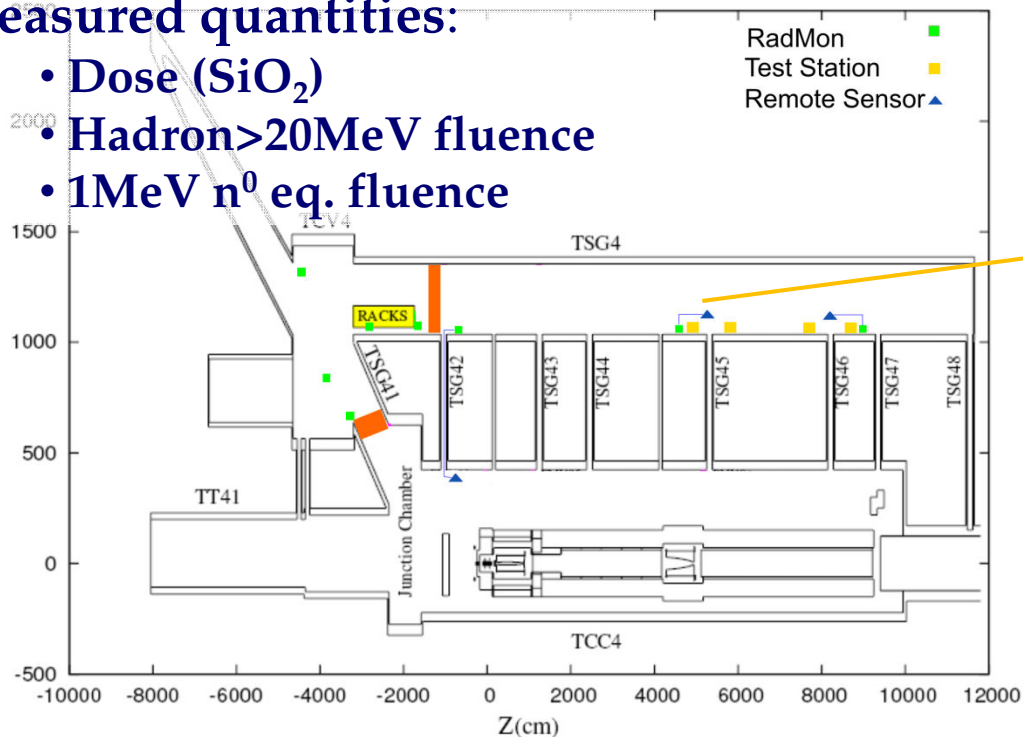 easured quantities:
• Dose (SiO₂)
• Hadron>20MeV fluence
• 1MeV n⁰ eq. fluence
RadMon
Test Station
Remote Sensor
2000
1500
1000
500
0
-500
TCV4
TSG4
RACKS
TSG41
TSG42
TSG43
TSG44
TSG45
TSG46
TSG47
TSG48
TT41
Junction Chamber
TCC4
-10000 -8000 -6000 -4000 -2000 0 2000 4000 6000 8000 10000 12000
Z(cm)